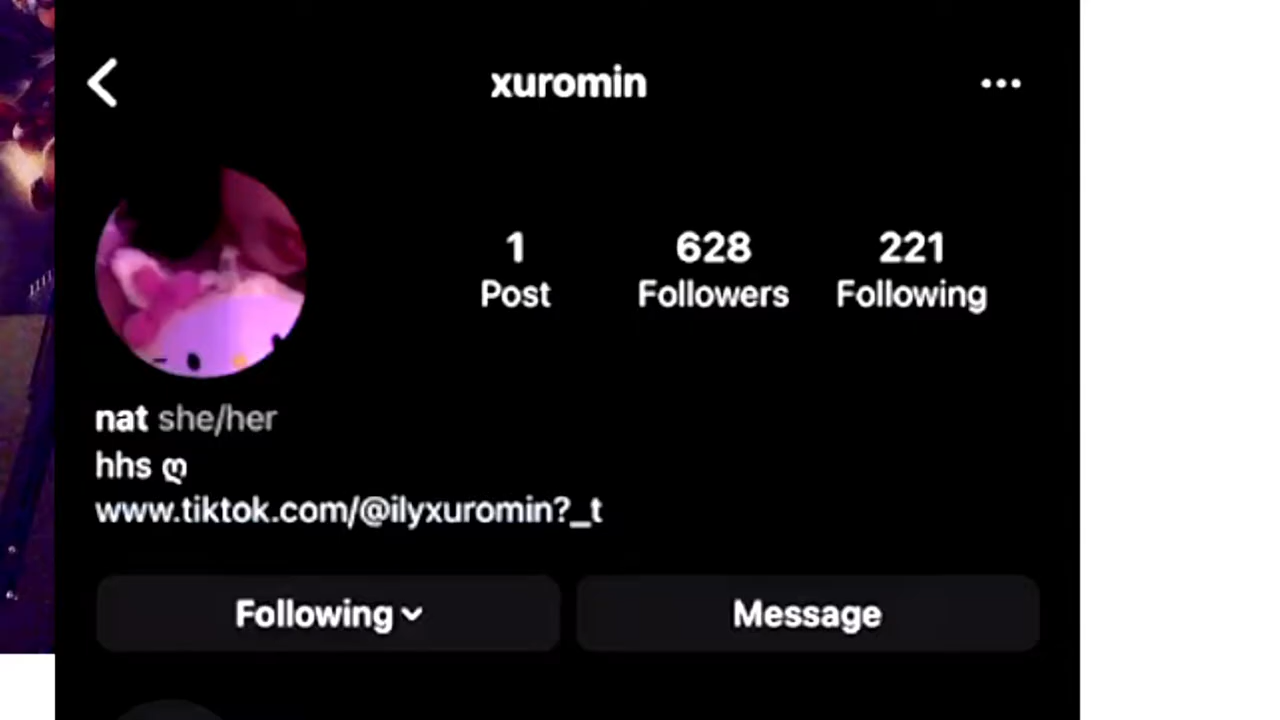 xuromin
1 628 221
Post Followers Following
nat she/her
hhs ღ
www.tiktok.com/@ilyxuromin?_t
Following Message